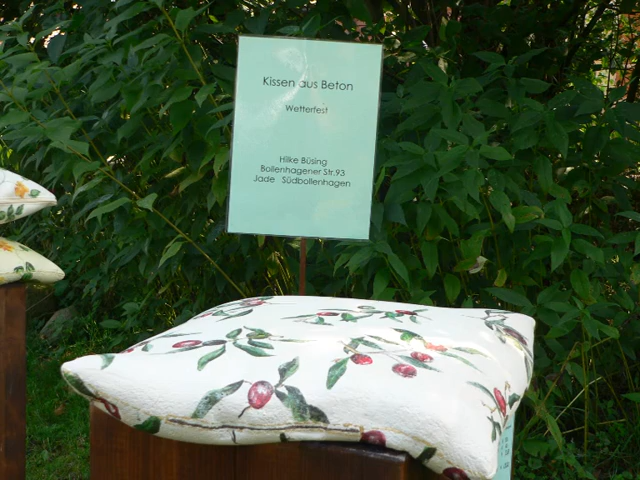 Kissen aus Beton
Wetterfest
Hilke Büsing
Bollenhagener Str.93
Jade Südbollenhagen